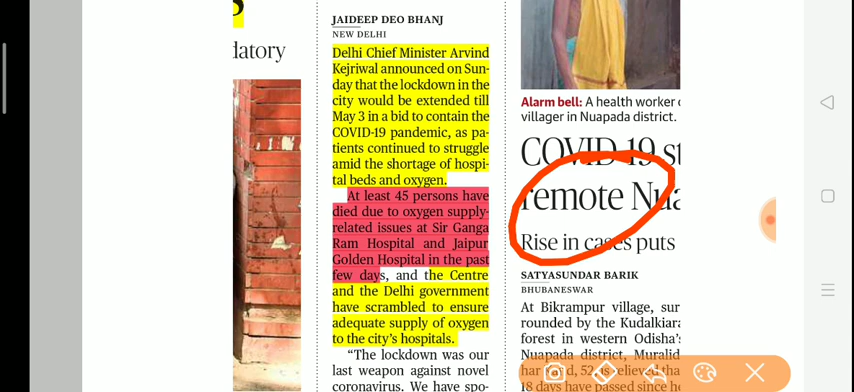 datory
JAIDEEP DEO BHANJ
NEW DELHI
Delhi Chief Minister Arvind
Kejriwal announced on Sun-
day that the lockdown in the
city would be extended till
May 3 in a bid to contain the
COVID-19 pandemic, as pa-
tients continued to struggle
amid the shortage of hospi-
tal beds and oxygen.
At least 45 persons have
died due to oxygen supply-
related issues at Sir Ganga
Ram Hospital and Jaipur
Golden Hospital in the past
few days, and the Centre
and the Delhi government
have scrambled to ensure
adequate supply of oxygen
to the city's hospitals.
"The lockdown was our
last weapon against novel
coronavirus. We have spo-
Alarm bell: A health worker
villager in Nuapada district.
COVID-19 st
remote Nua
Rise in cases puts
SATYASUNDAR BARIK
BHUBANESWAR
At Bikrampur village, sur
rounded by the Kudalkiara
forest in western Odisha's
Nuapada district, Muralid
52
18 days have passed since